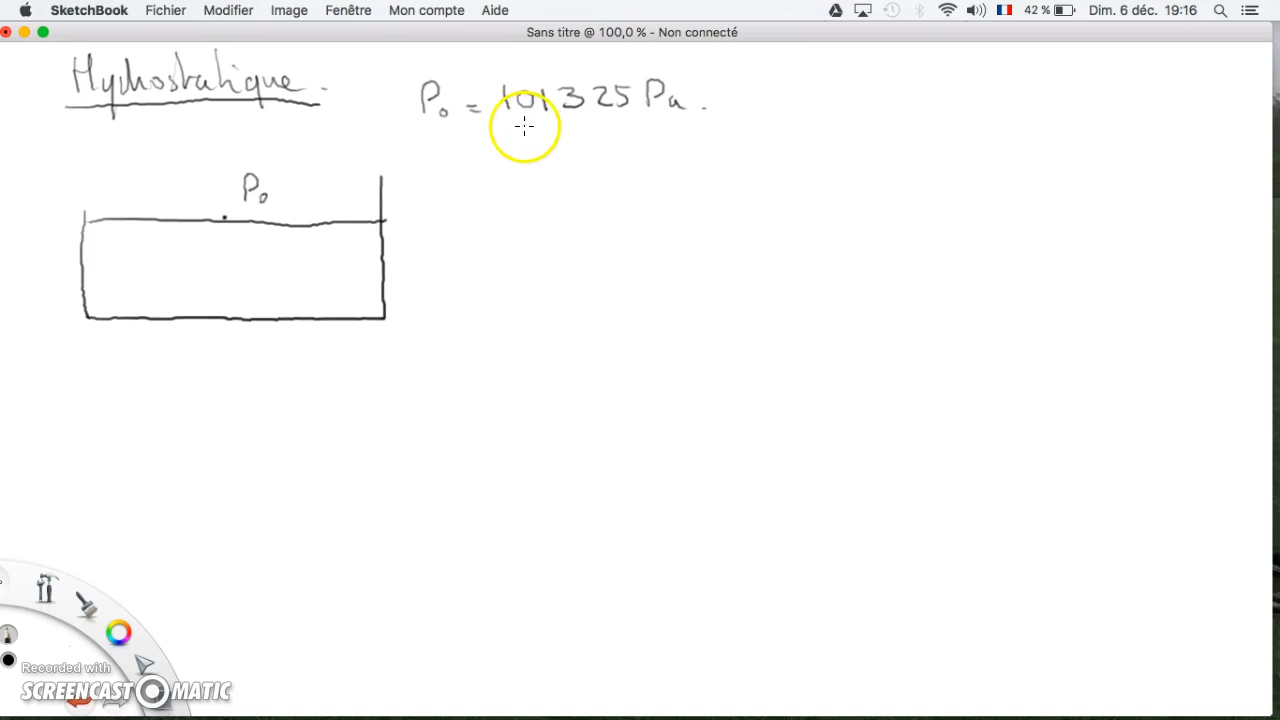 SketchBook Fichier Modifier Image Fenêtre Mon compte Aide 42 % Dim. 6 déc. 19:16
Sans titre @ 100,0 % - Non connecté
Hydrostatique.
P₀ = 101325 Pa.
P₀
Recorded with
SCREENCAST MATIC